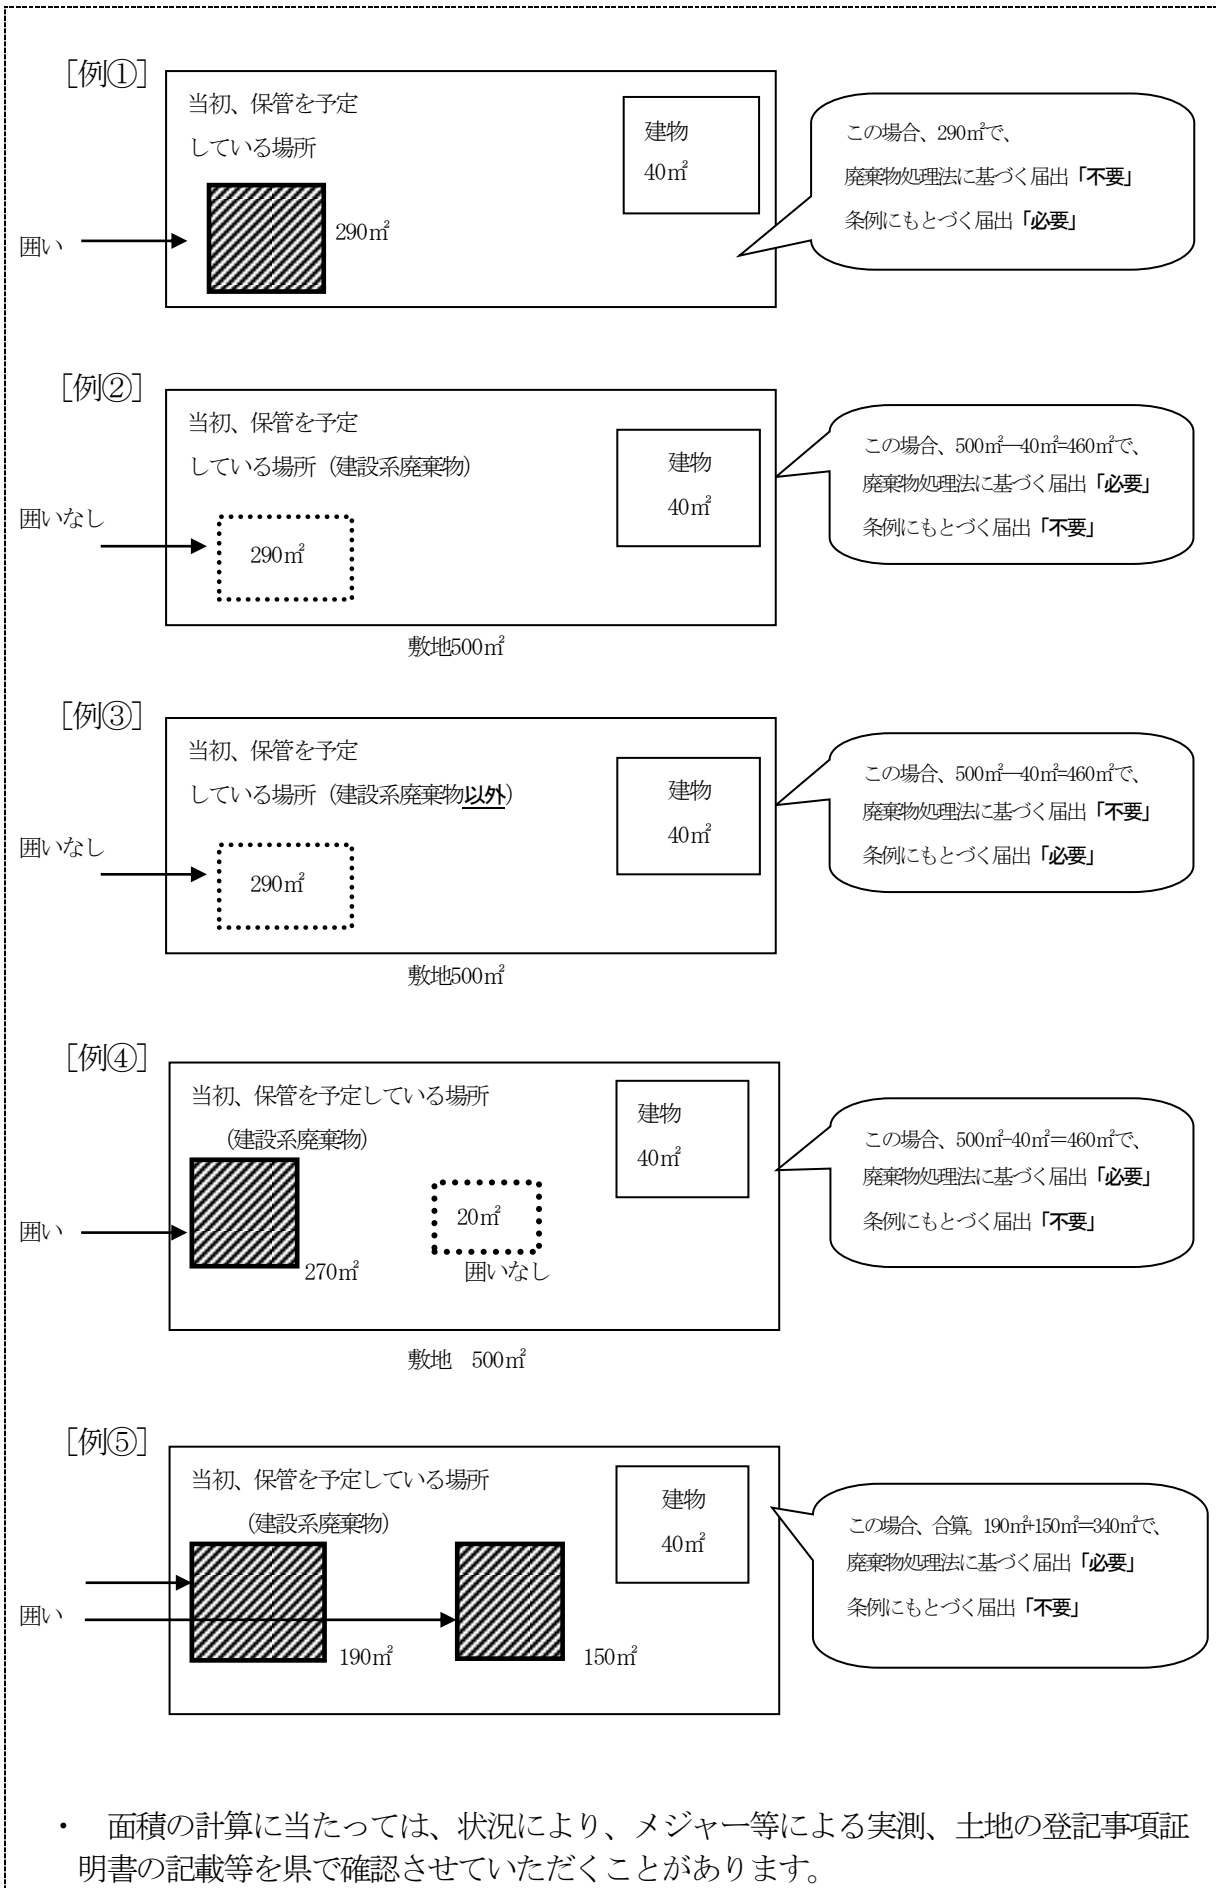 ［例①］
当初、保管を予定
している場所
建物
40㎡
290㎡
囲い
この場合、290㎡で、
廃棄物処理法に基づく届出「不要」
条例にもとづく届出「必要」
［例②］
当初、保管を予定
している場所（建設系廃棄物）
建物
40㎡
囲いなし
290㎡
敷地500㎡
この場合、500㎡―40㎡=460㎡で、
廃棄物処理法に基づく届出「必要」
条例にもとづく届出「不要」
［例③］
当初、保管を予定
している場所（建設系廃棄物以外）
建物
40㎡
囲いなし
290㎡
敷地500㎡
この場合、500㎡―40㎡=460㎡で、
廃棄物処理法に基づく届出「不要」
条例にもとづく届出「必要」
［例④］
当初、保管を予定している場所
（建設系廃棄物）
建物
40㎡
20㎡
囲い
270㎡
囲いなし
敷地　500㎡
この場合、500㎡-40㎡＝460㎡で、
廃棄物処理法に基づく届出「必要」
条例にもとづく届出「不要」
［例⑤］
当初、保管を予定している場所
（建設系廃棄物）
建物
40㎡
囲い
190㎡
150㎡
この場合、合算。190㎡+150㎡＝340㎡で、
廃棄物処理法に基づく届出「必要」
条例にもとづく届出「不要」
・　面積の計算に当たっては、状況により、メジャー等による実測、土地の登記事項証
明書の記載等を県で確認させていただくことがあります。